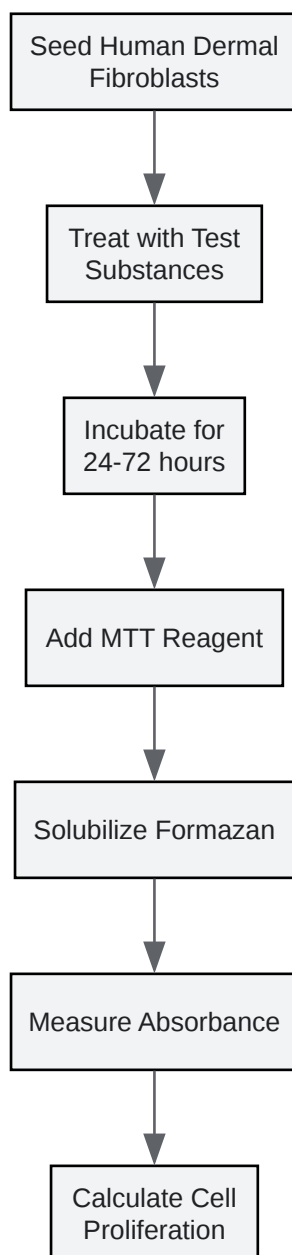 Seed Human Dermal
Fibroblasts
Treat with Test
Substances
Incubate for
24-72 hours
Add MTT Reagent
Solubilize Formazan
Measure Absorbance
Calculate Cell
Proliferation